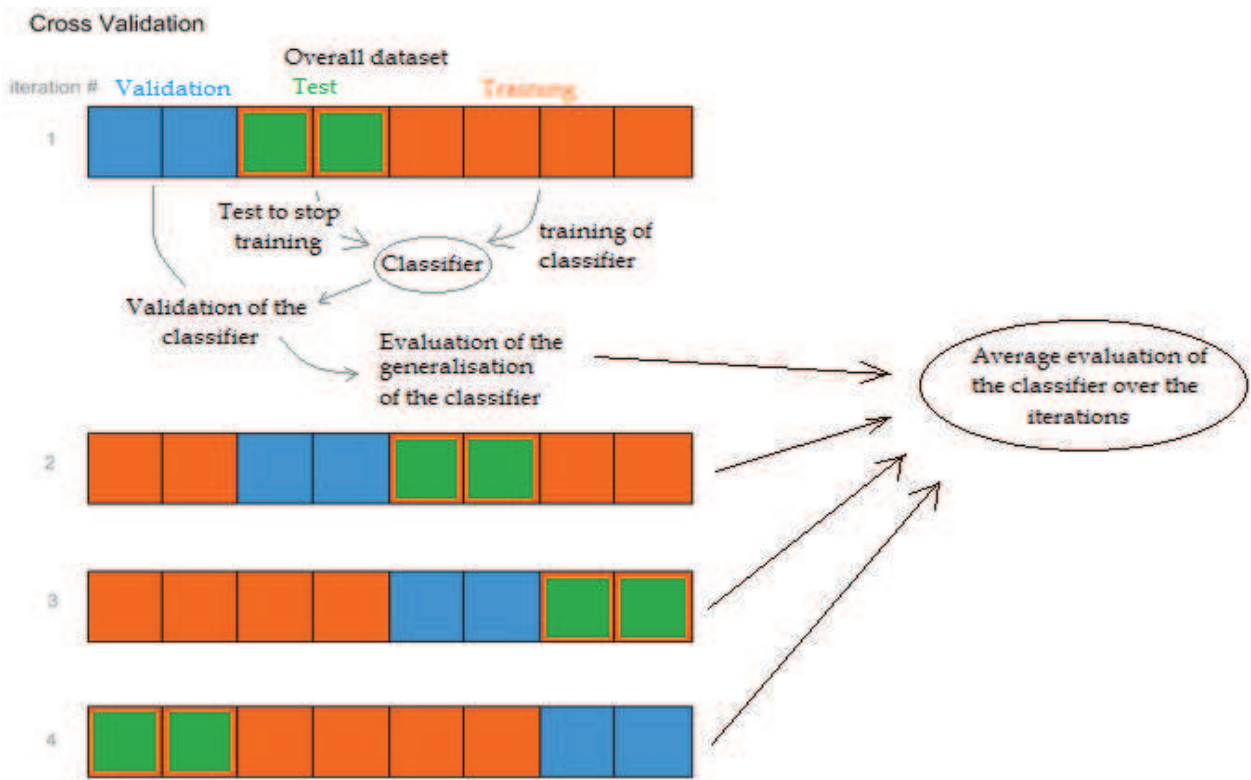 Cross Validation
Overall dataset
iteration # Validation Test Training
1
Test to stop
training
training of
classifier
Classifier
Validation of the
classifier
Evaluation of the
generalisation
of the classifier
Average evaluation of
the classifier over the
iterations
2
3
4